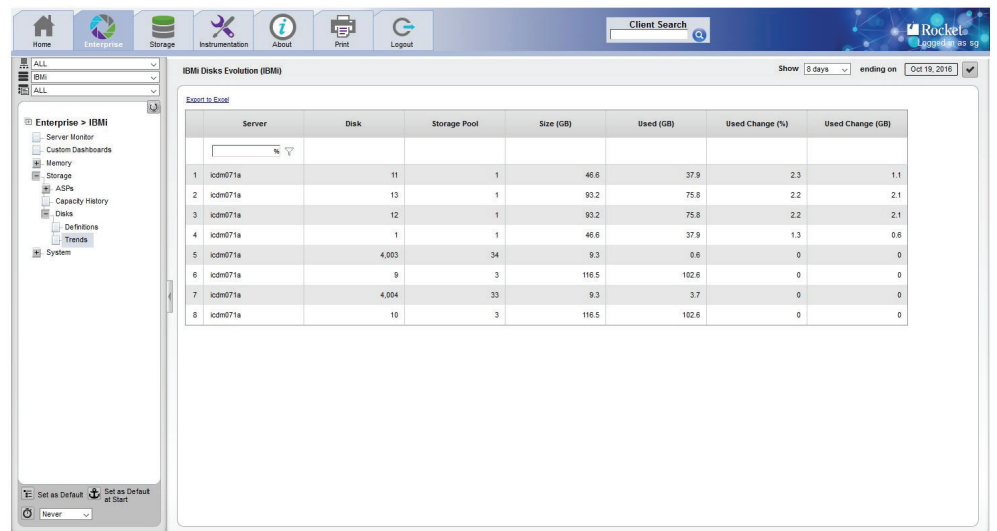 Home
Enterprise
Storage
Instrumentation
About
Print
Logout
Client Search
Rocket
Logged in as sg
ALL
IBMi
ALL
IBMi Disks Evolution (IBMi)
Show 8 days ending on Oct 19, 2016
Export to Excel
Enterprise > IBMi
Server Monitor
Custom Dashboards
Memory
Storage
ASPs
Capacity History
Disks
Definitions
Trends
System
Server Disk Storage Pool Size (GB) Used (GB) Used Change (%) Used Change (GB)
%
1 icdm071a 11 1 46.6 37.9 2.3 1.1
2 icdm071a 13 1 93.2 75.8 2.2 2.1
3 icdm071a 12 1 93.2 75.8 2.2 2.1
4 icdm071a 1 1 46.6 37.9 1.3 0.6
5 icdm071a 4,003 34 9.3 0.6 0 0
6 icdm071a 9 3 116.5 102.6 0 0
7 icdm071a 4,004 33 9.3 3.7 0 0
8 icdm071a 10 3 116.5 102.6 0 0
Set as Default
Set as Default
at Start
Never